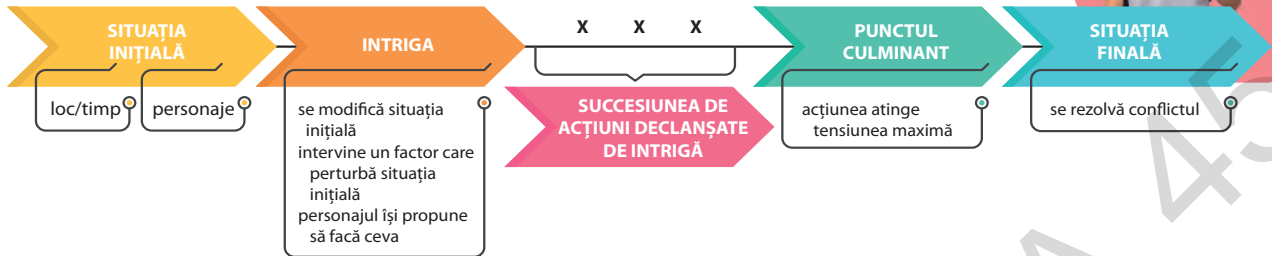 SITUAȚIA
INIȚIALĂ
loc/timp
personaje
INTRIGA
se modifică situația
inițială
intervine un factor care
perturbă situația
inițială
personajul își propune
să facă ceva
X X X
SUCCESIUNEA DE
ACȚIUNI DECLANȘATE
DE INTRIGĂ
PUNCTUL
CULMINANT
acțiunea atinge
tensiunea maximă
SITUAȚIA
FINALĂ
se rezolvă conflictul
45